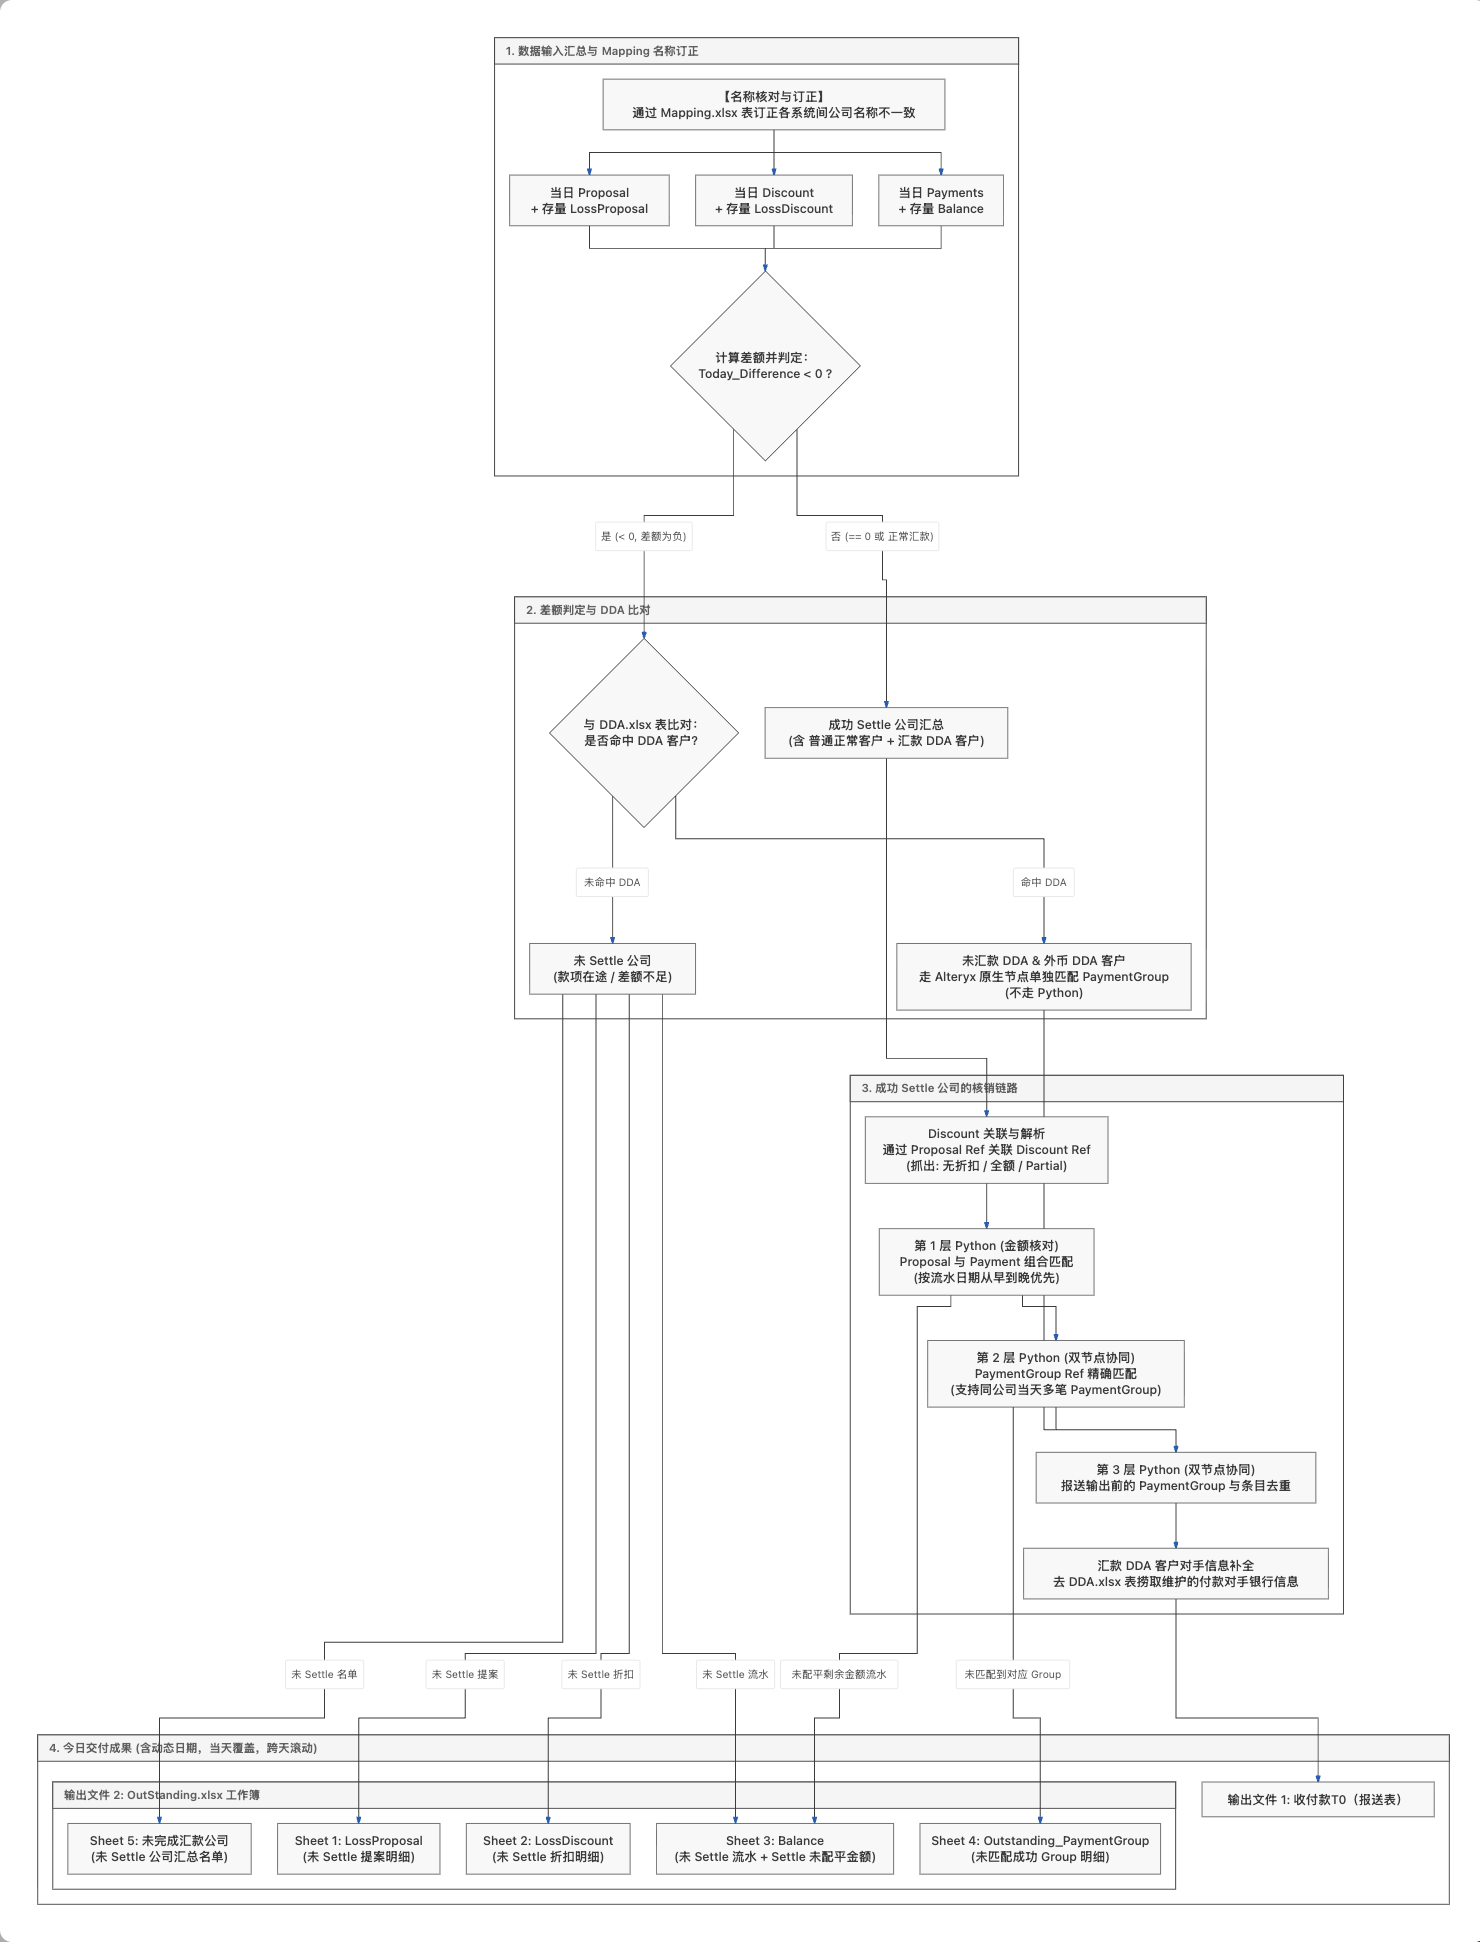 1. 数据输入汇总与 Mapping 名称订正
【名称核对与订正】
通过 Mapping.xlsx 表订正各系统间公司名称不一致
当日 Proposal
+ 存量 LossProposal
当日 Discount
+ 存量 LossDiscount
当日 Payments
+ 存量 Balance
计算差额并判定：
Today_Difference < 0 ?
是 (< 0, 差额为负)
否 (== 0 或 正常汇款)
2. 差额判定与 DDA 比对
与 DDA.xlsx 表比对：
是否命中 DDA 客户?
成功 Settle 公司汇总
(含 普通正常客户 + 汇款 DDA 客户)
未命中 DDA
命中 DDA
未 Settle 公司
(款项在途 / 差额不足)
未汇款 DDA & 外币 DDA 客户
走 Alteryx 原生节点单独匹配 PaymentGroup
(不走 Python)
3. 成功 Settle 公司的核销链路
Discount 关联与解析
通过 Proposal Ref 关联 Discount Ref
(抓出: 无折扣 / 全额 / Partial)
第 1 层 Python (金额核对)
Proposal 与 Payment 组合匹配
(按流水日期从早到晚优先)
第 2 层 Python (双节点协同)
PaymentGroup Ref 精确匹配
(支持同公司当天多笔 PaymentGroup)
第 3 层 Python (双节点协同)
报送输出前的 PaymentGroup 与条目去重
汇款 DDA 客户对手信息补全
去 DDA.xlsx 表捞取维护的付款对手银行信息
未 Settle 名单
未 Settle 提案
未 Settle 折扣
未 Settle 流水
未配平剩余金额流水
未匹配到对应 Group
4. 今日交付成果 (含动态日期，当天覆盖，跨天滚动)
输出文件 2: OutStanding.xlsx 工作簿
输出文件 1: 收付款T0（报送表）
Sheet 5: 未完成汇款公司
(未 Settle 公司汇总名单)
Sheet 1: LossProposal
(未 Settle 提案明细)
Sheet 2: LossDiscount
(未 Settle 折扣明细)
Sheet 3: Balance
(未 Settle 流水 + Settle 未配平金额)
Sheet 4: Outstanding_PaymentGroup
(未匹配成功 Group 明细)